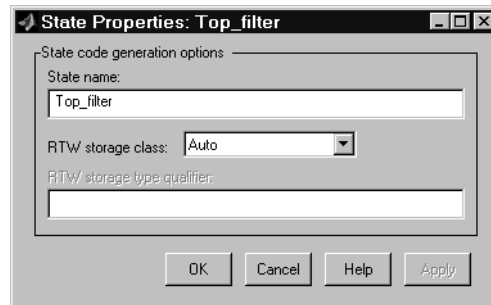 State Properties: Top_filter
State code generation options
State name:
Top_filter
RTW storage class: Auto
RTW storage type qualifier:
OK Cancel Help Apply